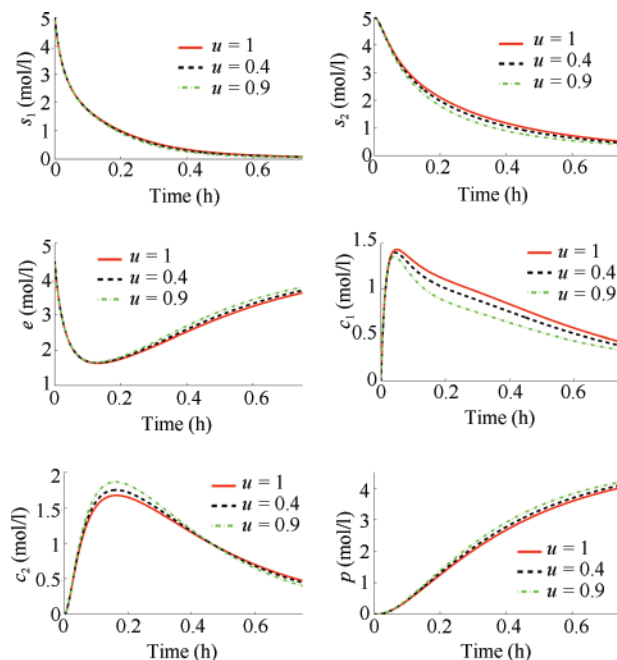 5
4
3
2
1
0
s₁ (mol/l)
u = 1
u = 0.4
u = 0.9
0 0.2 0.4 0.6
Time (h)
5
4
3
2
1
0
s₂ (mol/l)
u = 1
u = 0.4
u = 0.9
0 0.2 0.4 0.6
Time (h)
5
4
3
2
1
e (mol/l)
u = 1
u = 0.4
u = 0.9
0 0.2 0.4 0.6
Time (h)
1.5
1
0.5
0
c₁ (mol/l)
u = 1
u = 0.4
u = 0.9
0 0.2 0.4 0.6
Time (h)
2
1.5
1
0.5
0
c₂ (mol/l)
u = 1
u = 0.4
u = 0.9
0 0.2 0.4 0.6
Time (h)
4
3
2
1
0
p (mol/l)
u = 1
u = 0.4
u = 0.9
0 0.2 0.4 0.6
Time (h)